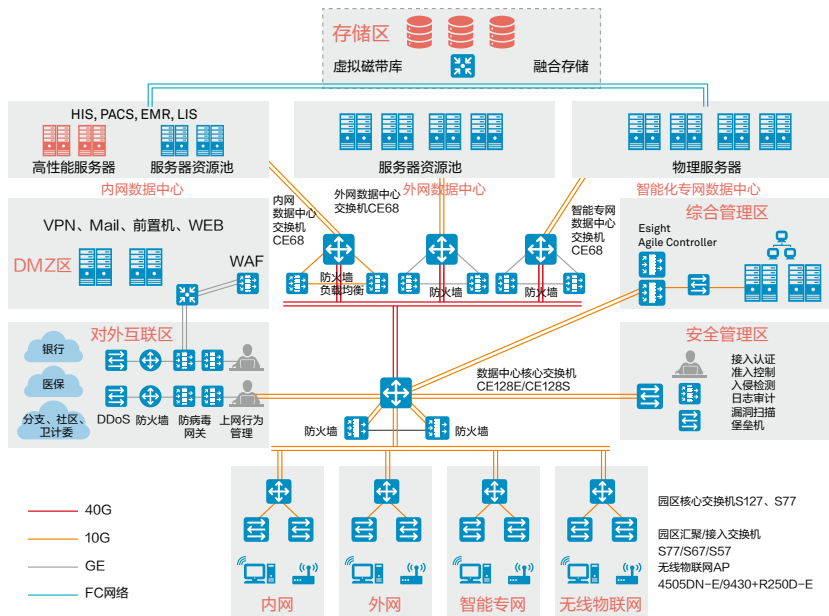 存储区
虚拟磁带库
融合存储
HIS, PACS, EMR, LIS
高性能服务器
服务器资源池
内网数据中心
服务器资源池
外网数据中心
物理服务器
智能化专网数据中心
VPN、Mail、前置机、WEB
DMZ区
WAF
内网
数据中心
交换机
CE68
外网数据中心
交换机CE68
智能专网
数据中心
交换机
CE68
防火墙
负载均衡
防火墙
防火墙
综合管理区
Esight
Agile Controller
对外互联区
银行
医保
分支、社区、
卫计委
DDoS
防火墙
防病毒
网关
上网行为
管理
数据中心核心交换机
CE128E/CE128S
防火墙
防火墙
安全管理区
接入认证
准入控制
入侵检测
日志审计
漏洞扫描
堡垒机
40G
10G
GE
FC网络
内网
外网
智能专网
无线物联网
园区核心交换机S127、S77
园区汇聚/接入交换机
S77/S67/S57
无线物联网AP
4505DN-E/9430+R250D-E